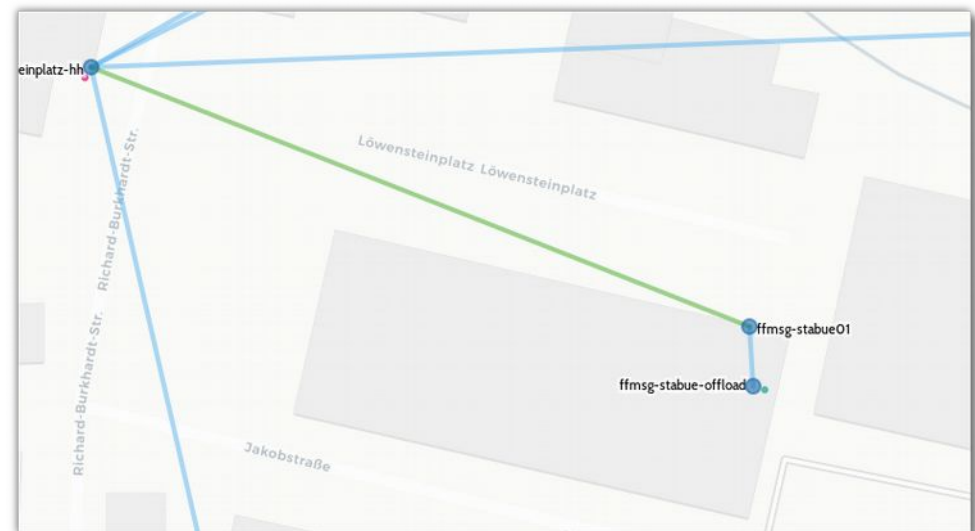 einplatz-hh
Löwensteinplatz Löwensteinplatz
Richard-Burkhardt-Str.
Richard-Burkhardt-Str.
ffmsg-stabue01
ffmsg-stabue-offload
Jakobstraße